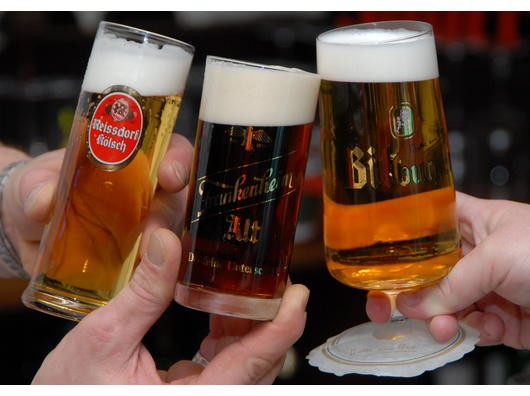 Reissdorf
Kölsch
Frankenheim
Alt
Bitburger